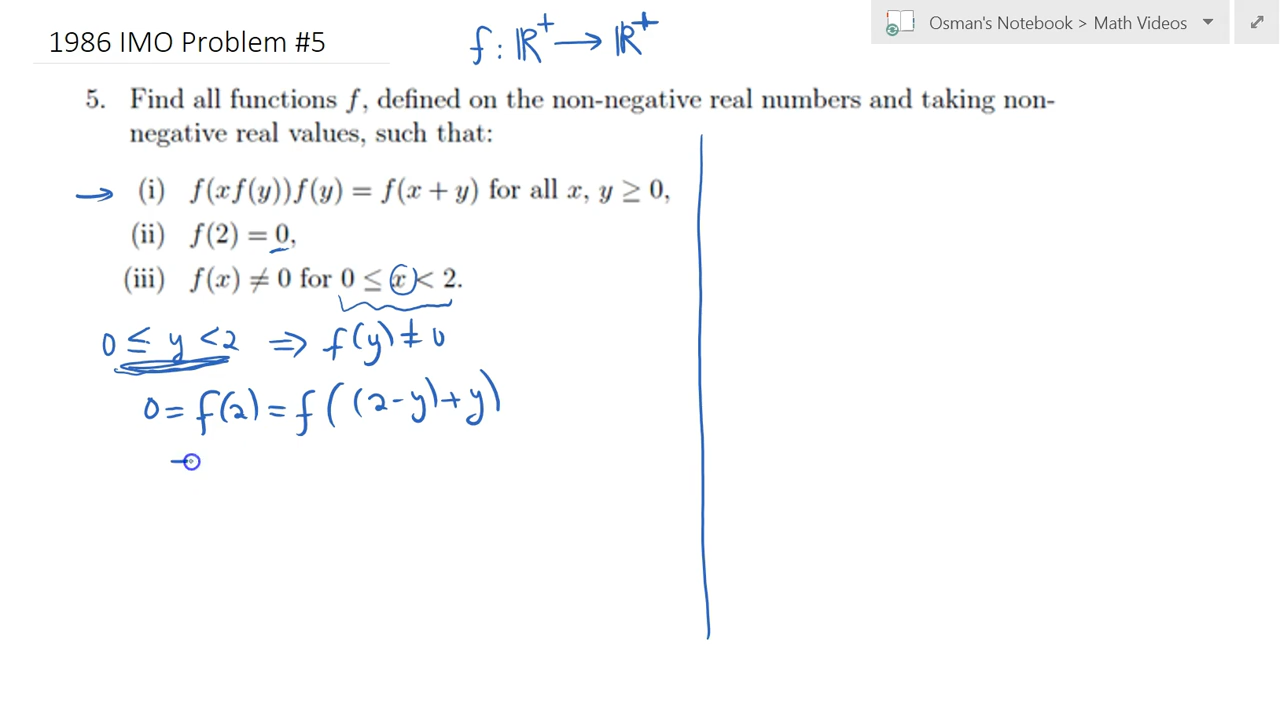 Osman's Notebook > Math Videos
1986 IMO Problem #5
f: ℝ⁺ → ℝ⁺
5. Find all functions f, defined on the non-negative real numbers and taking non-
negative real values, such that:
→ (i) f(xf(y))f(y) = f(x + y) for all x, y ≥ 0,
(ii) f(2) = 0,
(iii) f(x) ≠ 0 for 0 ≤ x < 2.
0 ≤ y < 2 ⇒ f(y) ≠ 0
0 = f(2) = f((2-y)+y)